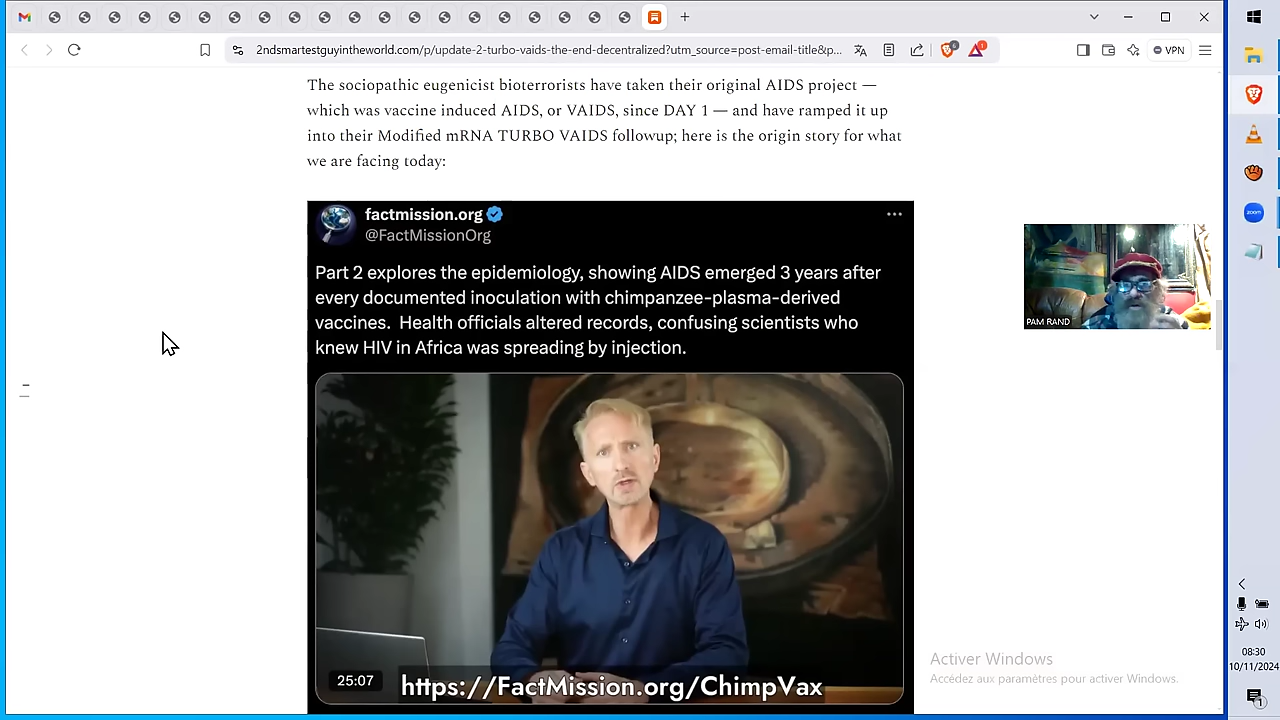 2ndsmartestguyintheworld.com/p/update-2-turbo-vaids-the-end-decentralized?utm_source=post-email-title&p...
6
1
VPN
The sociopathic eugenicist bioterrorists have taken their original AIDS project —
which was vaccine induced AIDS, or VAIDS, since DAY 1 — and have ramped it up
into their Modified mRNA TURBO VAIDS followup; here is the origin story for what
we are facing today:
factmission.org
@FactMissionOrg
Part 2 explores the epidemiology, showing AIDS emerged 3 years after
every documented inoculation with chimpanzee-plasma-derived
vaccines. Health officials altered records, confusing scientists who
knew HIV in Africa was spreading by injection.
25:07
https://FactMission.org/ChimpVax
PAM RAND
zoom
Activer Windows
Accédez aux paramètres pour activer Windows.
08:30
10/11/2024
1